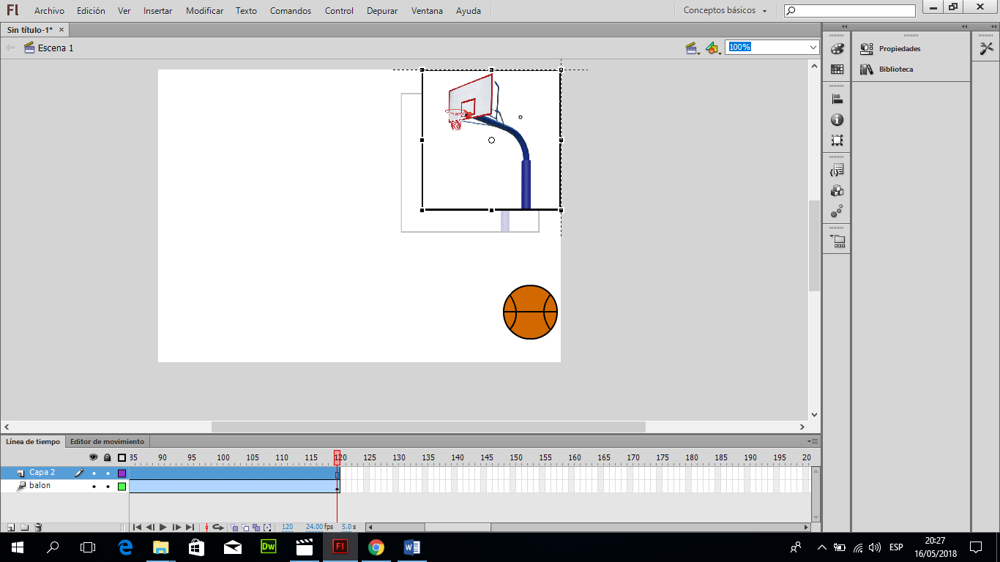 Fl Archivo Edición Ver Insertar Modificar Texto Comandos Control Depurar Ventana Ayuda Conceptos básicos
Sin título-1* ×
Escena 1 100%
Propiedades
Biblioteca
Línea de tiempo Editor de movimiento
85 90 95 100 105 110 115 120 125 130 135 140 145 150 155 160 165 170 175 180 185 190 195 20
Capa 2
balon
120 24.00 fps 5.0 s
Dw Fl ESP 20:27
16/05/2018